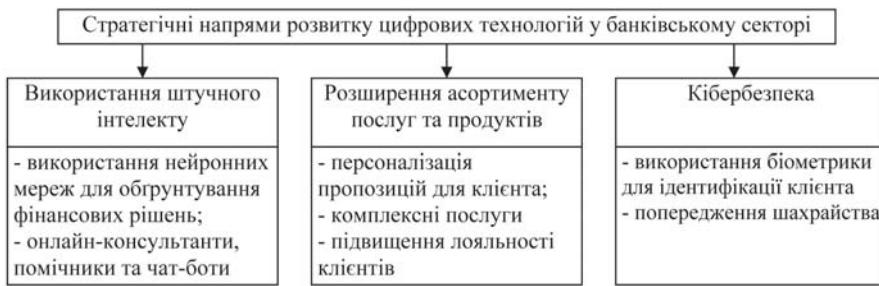 Стратегічні напрями розвитку цифрових технологій у банківському секторі
Використання штучного
інтелекту
- використання нейронних
мереж для обґрунтування
фінансових рішень;
- онлайн-консультанти,
помічники та чат-боти
Розширення асортименту
послуг та продуктів
- персоналізація
пропозицій для клієнта;
- комплексні послуги
- підвищення лояльності
клієнтів
Кібербезпека
- використання біометрики
для ідентифікації клієнта
- попередження шахрайства